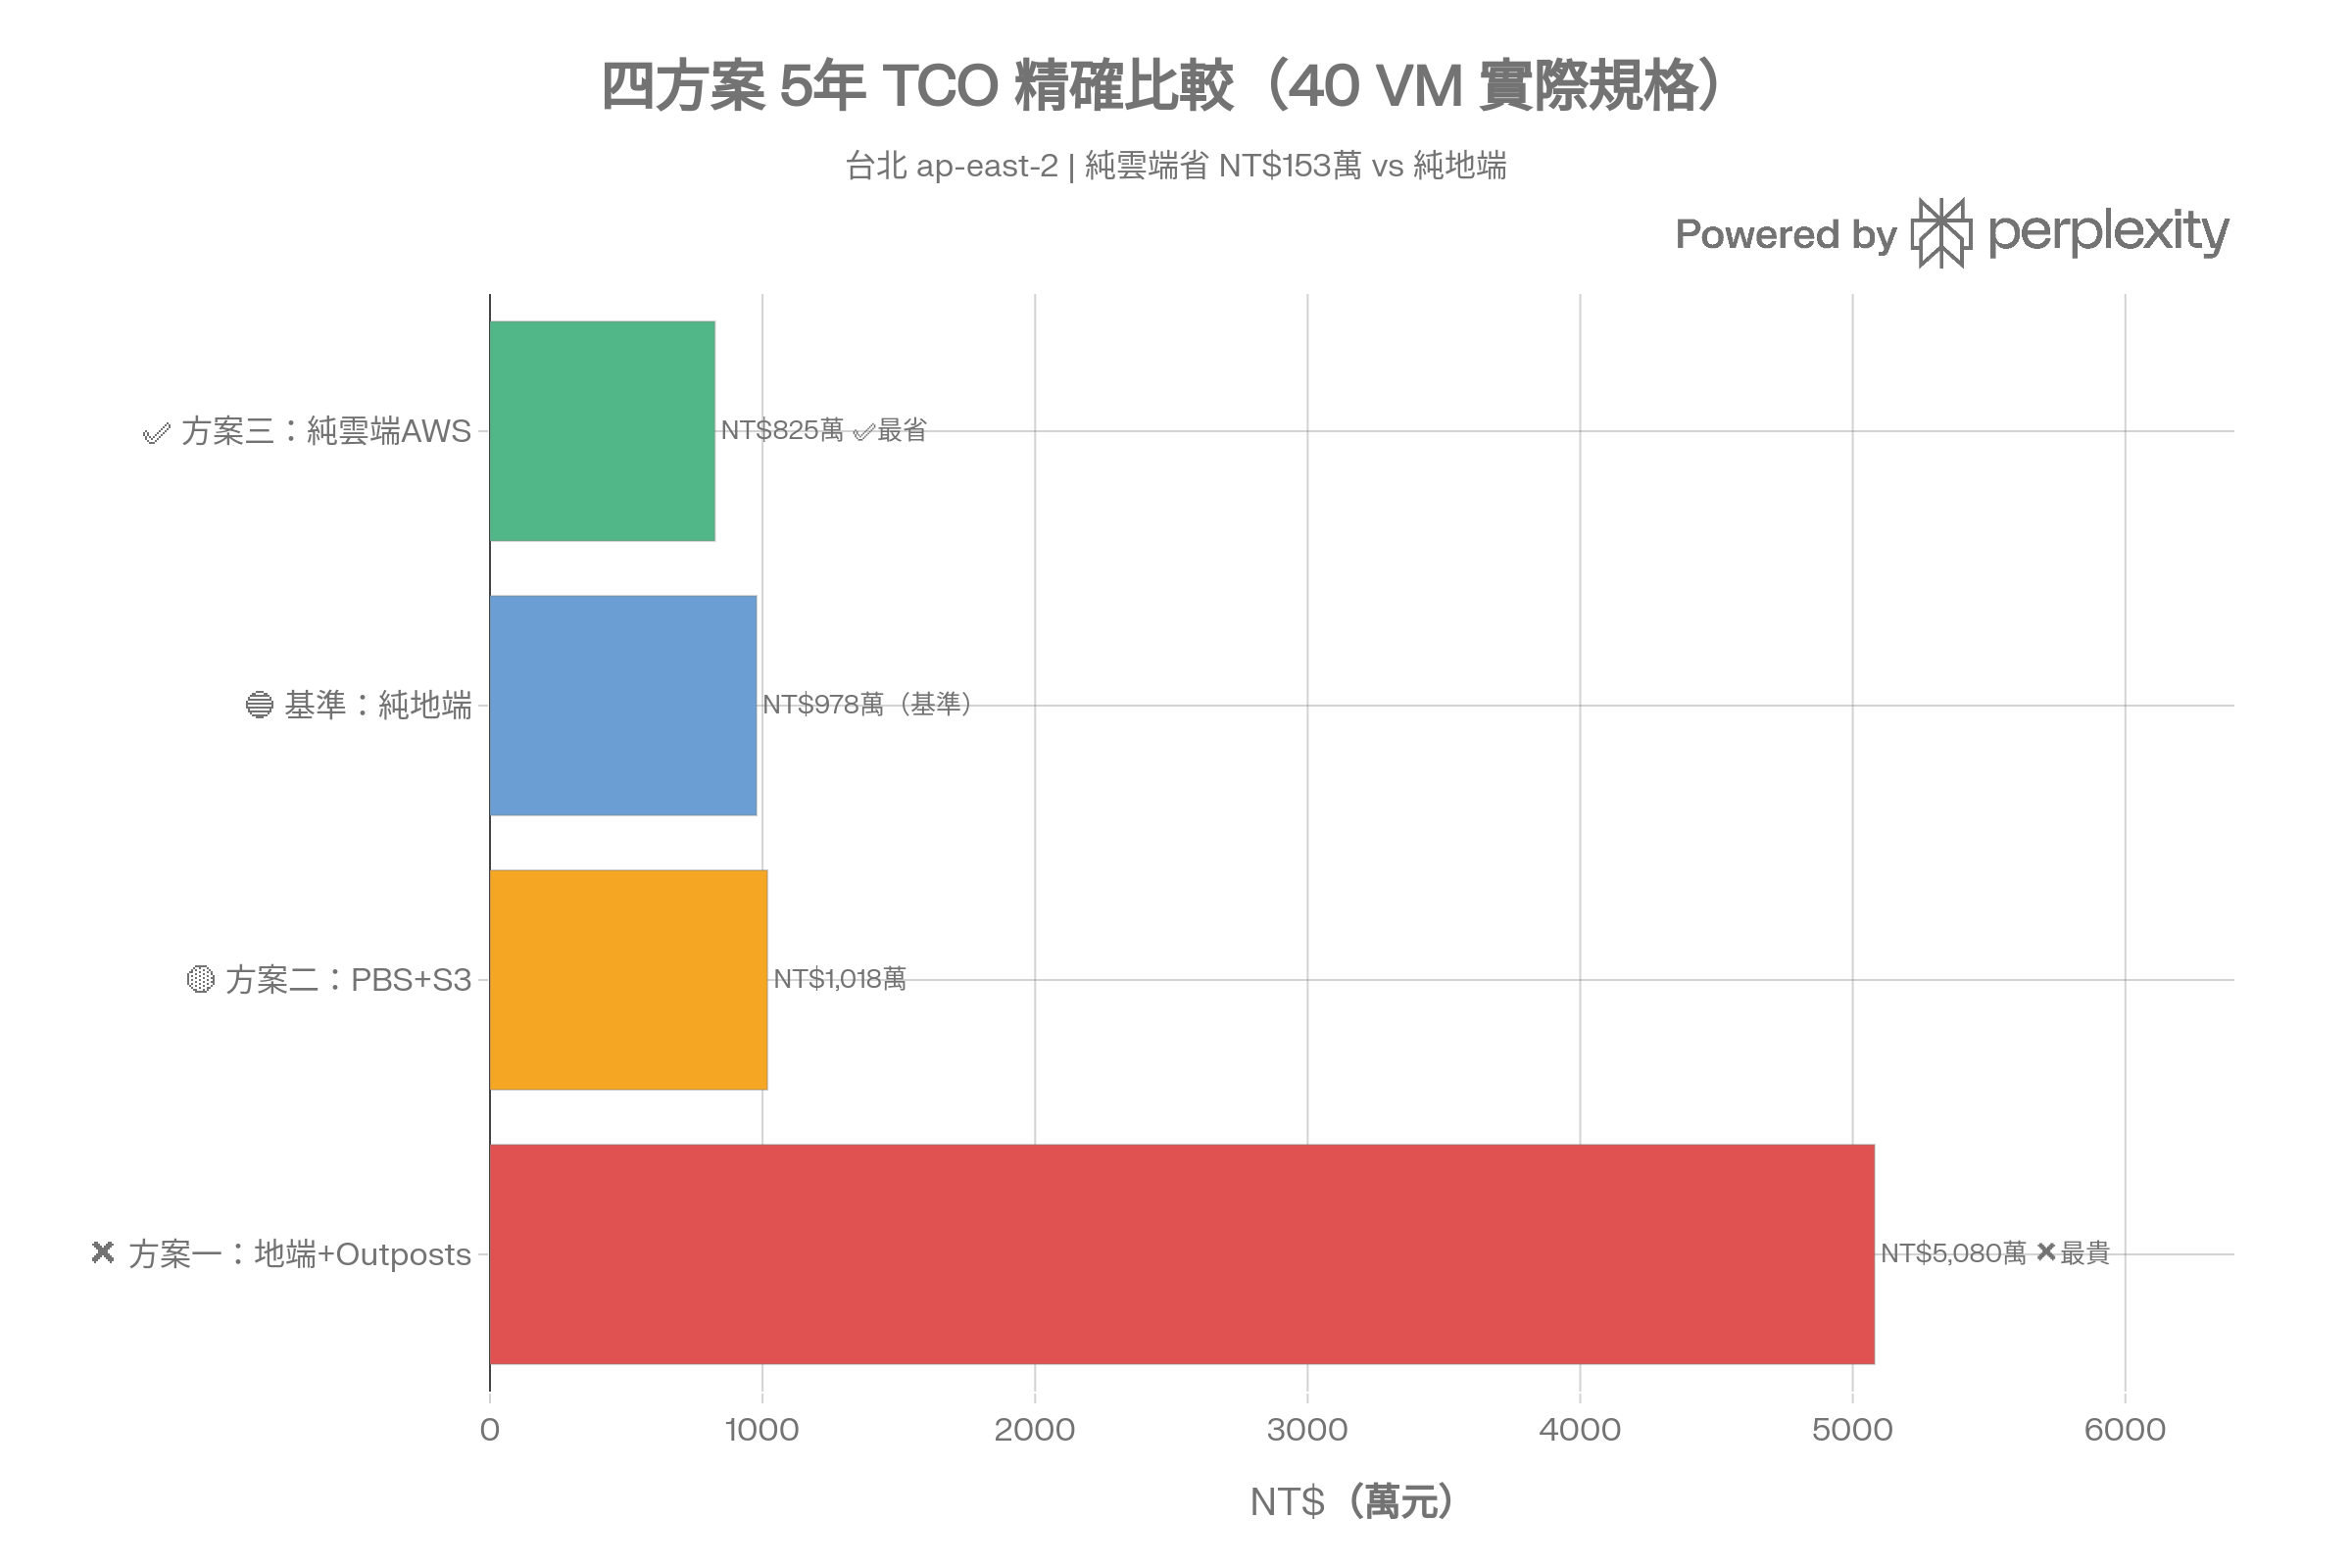 四方案 5年 TCO 精確比較（40 VM 實際規格）
台北 ap-east-2 | 純雲端省 NT$153萬 vs 純地端
Powered by perplexity
✅ 方案三：純雲端AWS
NT$825萬 ✅最省
🔵 基準：純地端
NT$978萬（基準）
🟡 方案二：PBS+S3
NT$1,018萬
❌ 方案一：地端+Outposts
NT$5,080萬 ❌最貴
0 1000 2000 3000 4000 5000 6000
NT$（萬元）